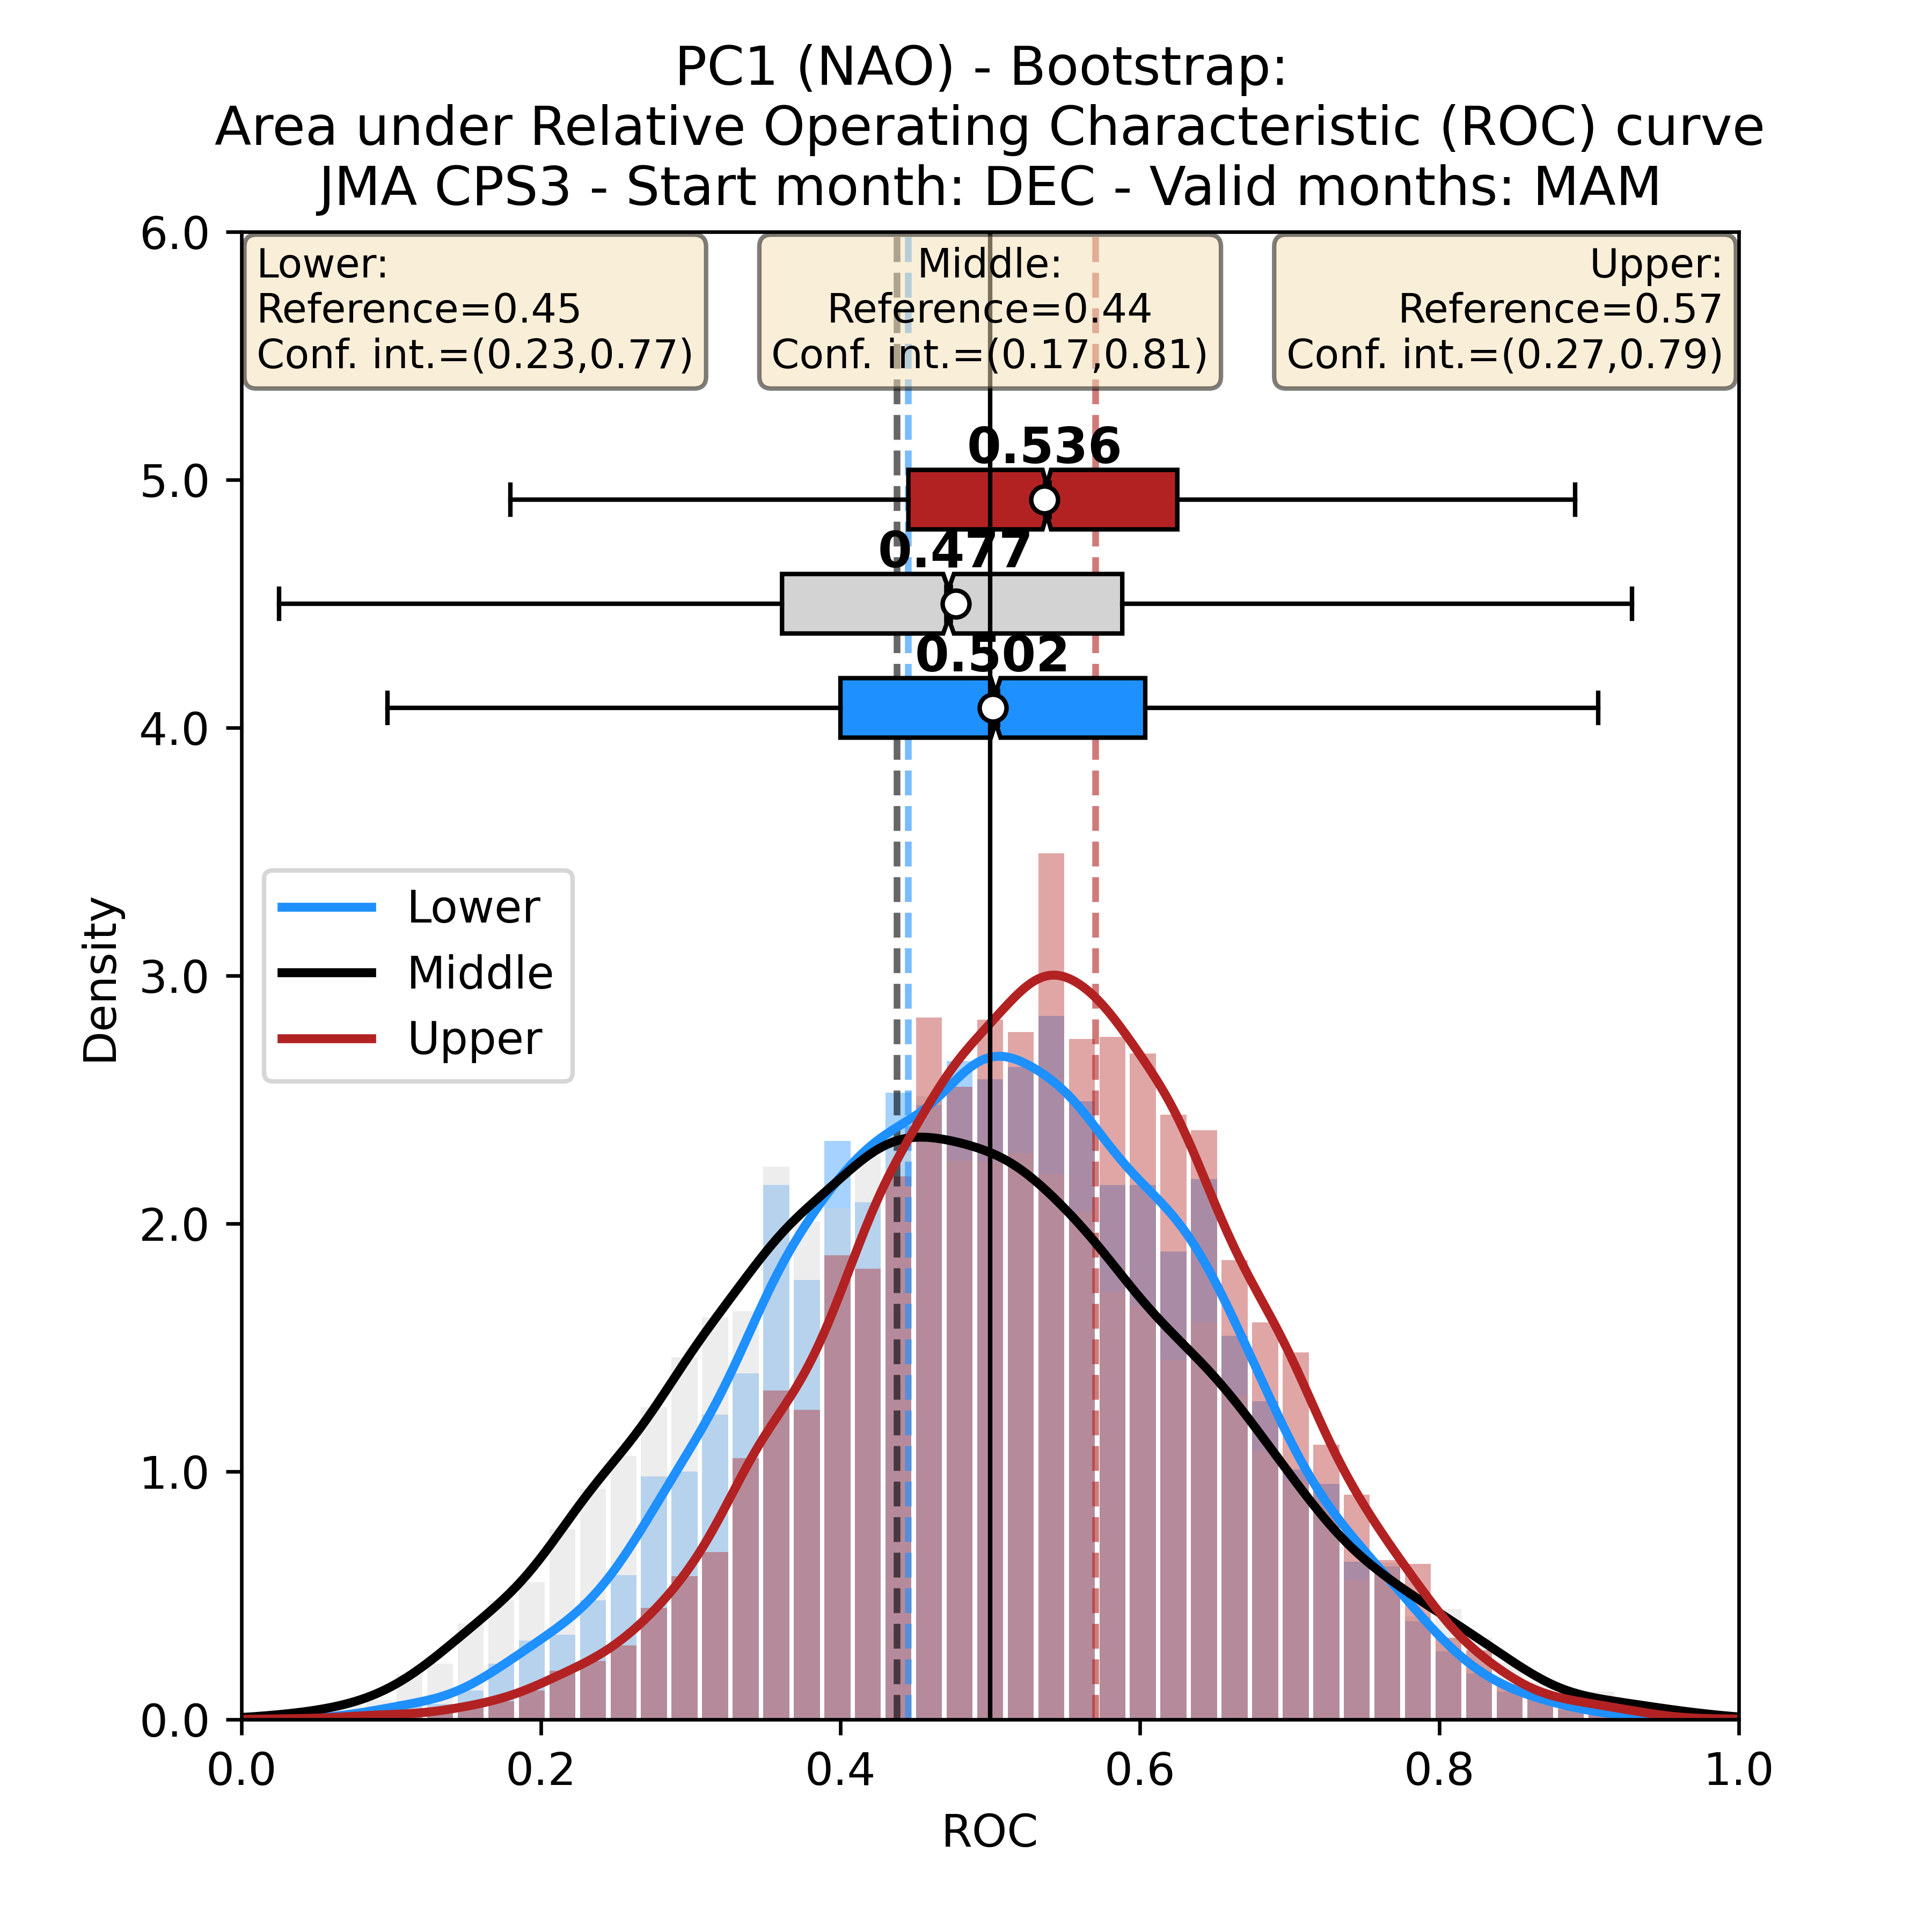 PC1 (NAO) - Bootstrap:
Area under Relative Operating Characteristic (ROC) curve
JMA CPS3 - Start month: DEC - Valid months: MAM
Lower:
Reference=0.45
Conf. int.=(0.23,0.77)
Middle:
Reference=0.44
Conf. int.=(0.17,0.81)
Upper:
Reference=0.57
Conf. int.=(0.27,0.79)
0.536
0.477
0.502
6.0
5.0
4.0
3.0
2.0
1.0
0.0
Density
Lower
Middle
Upper
0.0
0.2
0.4
0.6
0.8
1.0
ROC